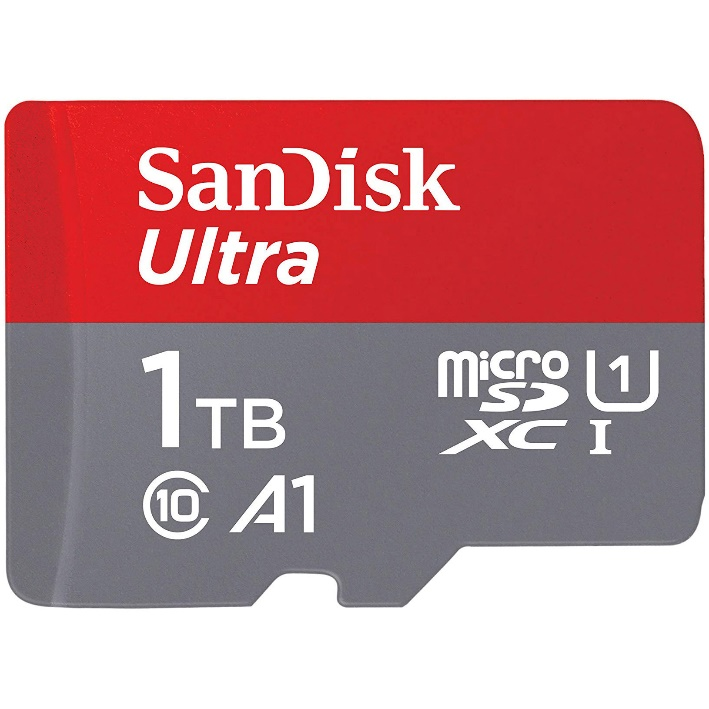 SanDisk
Ultra
1TB
micro
SD
XC I
U1
10 A1